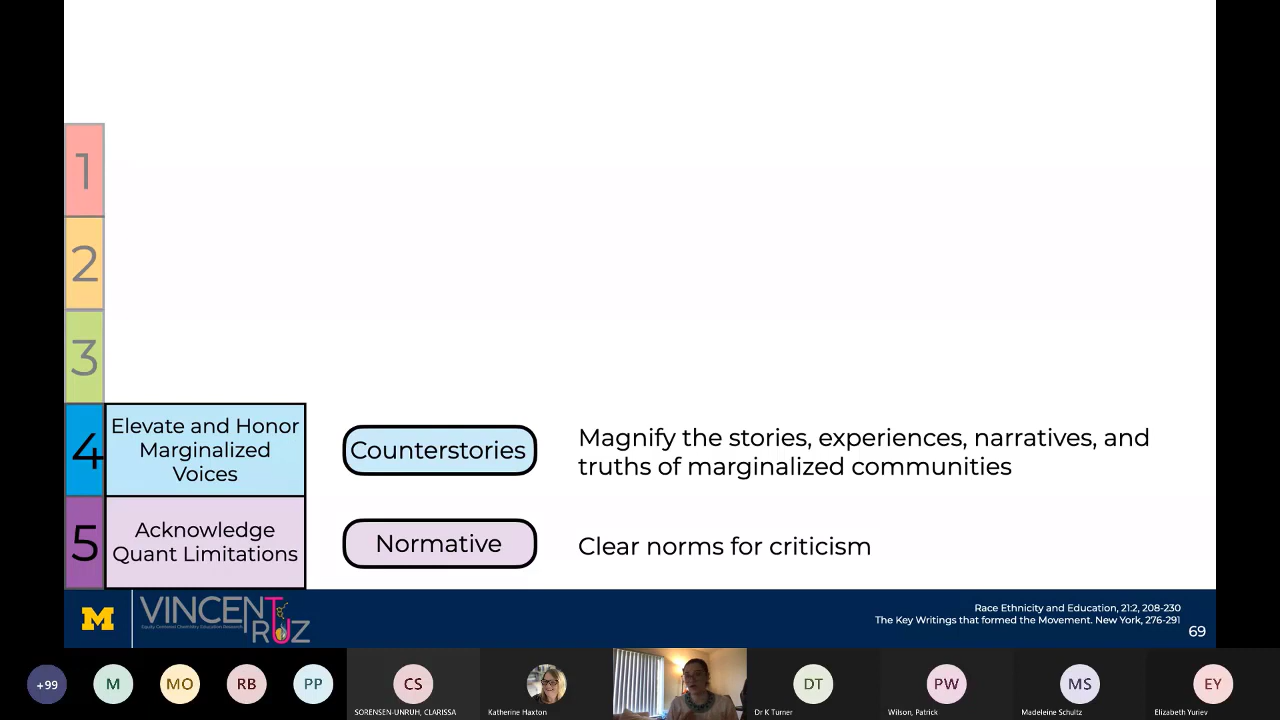 1
2
3
4
Elevate and Honor
Marginalized
Voices
Counterstories
Magnify the stories, experiences, narratives, and
truths of marginalized communities
5
Acknowledge
Quant Limitations
Normative
Clear norms for criticism
M
VINCENT
RUZ
Race Ethnicity and Education, 21:2, 208-230
The Key Writings that formed the Movement. New York, 276-291
69
+99
M
MO
RB
PP
CS
SORENSEN-UNRUH, CLARISSA
Katherine Haxton
DT
Dr K Turner
PW
Wilson, Patrick
MS
Madeleine Schultz
EY
Elizabeth Yuriev